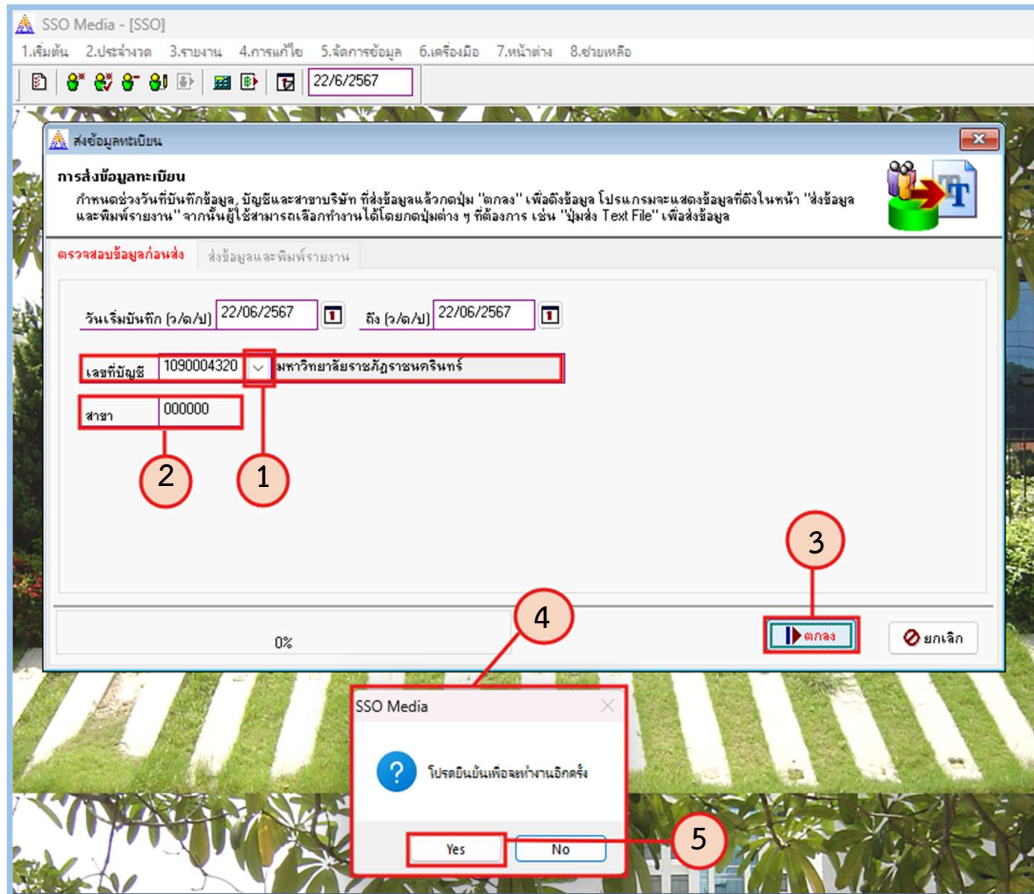 SSO Media - [SSO]
1.เริ่มต้น 2.ประจำงวด 3.รายงาน 4.การแก้ไข 5.จัดการข้อมูล 6.เครื่องมือ 7.หน้าต่าง 8.ช่วยเหลือ
22/6/2567
ส่งข้อมูลทะเบียน
การส่งข้อมูลทะเบียน
กำหนดช่วงวันที่บันทึกข้อมูล, บัญชีและสาขาบริษัท ที่ส่งข้อมูลแล้วกดปุ่ม "ตกลง" เพื่อดึงข้อมูล โปรแกรมจะแสดงข้อมูลที่ดึงในหน้า "ส่งข้อมูล
และพิมพ์รายงาน" จากนั้นผู้ใช้สามารถเลือกทำงานได้โดยกดปุ่มต่าง ๆ ที่ต้องการ เช่น "ปุ่มส่ง Text File" เพื่อส่งข้อมูล
ตรวจสอบข้อมูลก่อนส่ง ส่งข้อมูลและพิมพ์รายงาน
วันเริ่มบันทึก (ว/ด/ป) 22/06/2567 1 ถึง (ว/ด/ป) 22/06/2567 1
เลขที่บัญชี 1090004320 มหาวิทยาลัยราชภัฏราชนครินทร์
สาขา 000000
2 1
3
4
0% ตกลง ยกเลิก
SSO Media
? โปรดยืนยันเพื่อจะทำงานอีกครั้ง
Yes No 5